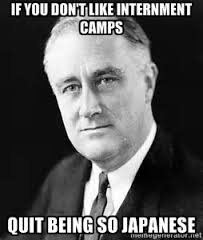 IF YOU DON'T LIKE INTERNMENT
CAMPS
QUIT BEING SO JAPANESE
memegenerator.net